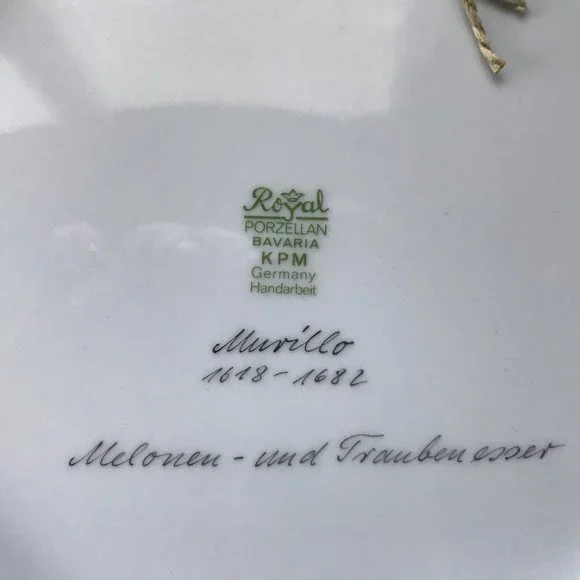 Royal
PORZELLAN
BAVARIA
KPM
Germany
Handarbeit
Murillo
1618-1682
Melonen- und Traubenesser